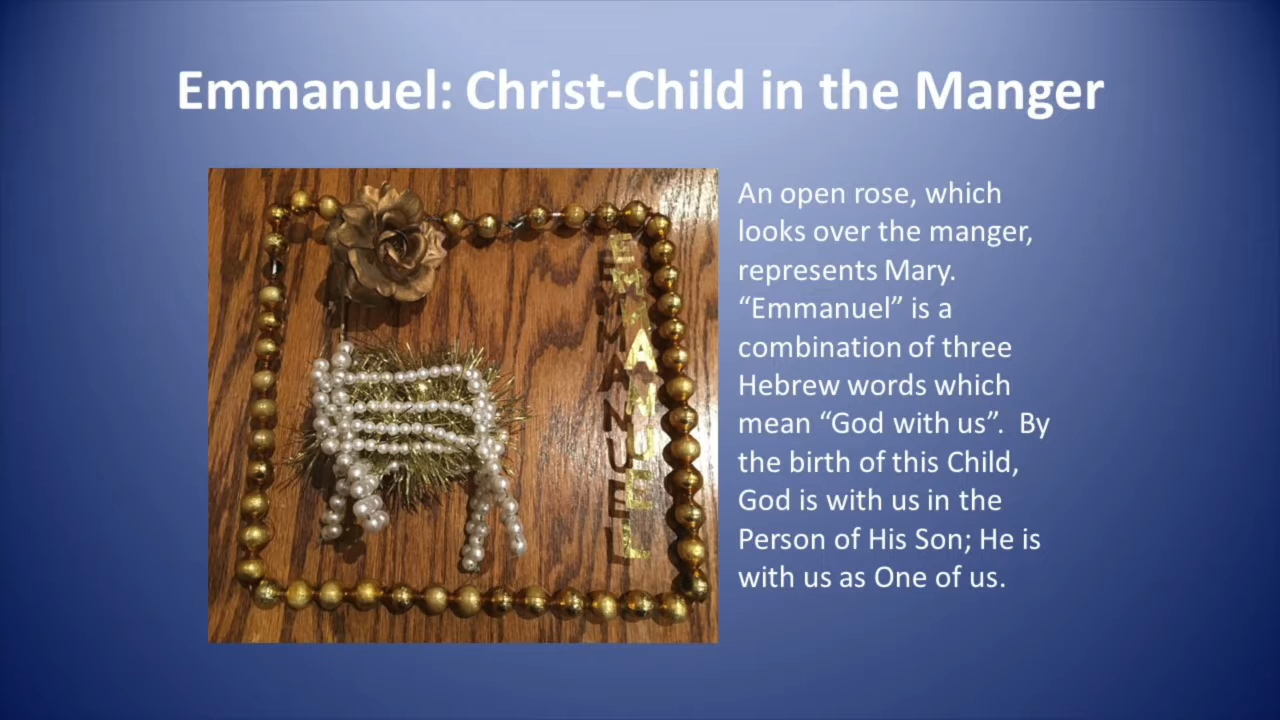 Emmanuel: Christ-Child in the Manger
An open rose, which
looks over the manger,
represents Mary.
“Emmanuel” is a
combination of three
Hebrew words which
mean “God with us”.  By
the birth of this Child,
God is with us in the
Person of His Son; He is
with us as One of us.
EMMANUEL